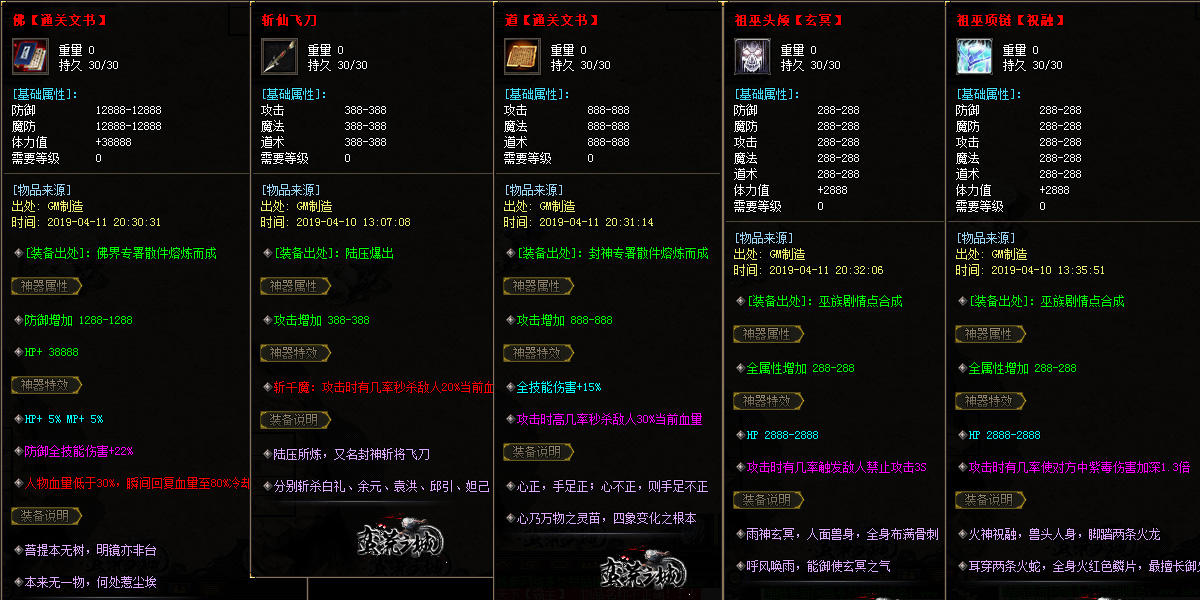 佛【通关文书】
重量 0
持久 30/30
[基础属性]:
防御 12888-12888
魔防 12888-12888
体力值 +38888
需要等级 0
[物品来源]
出处: GM制造
时间: 2019-04-11 20:30:31
[装备出处]: 佛界专署散件熔炼而成
神器属性
防御增加 1288-1288
HP+ 38888
神器特效
HP+ 5% MP+ 5%
防御全技能伤害+22%
人物血量低于30%, 瞬间回复血量至80%冷却
装备说明
菩提本无树, 明镜亦非台
本来无一物, 何处惹尘埃
斩仙飞刀
重量 0
持久 30/30
[基础属性]:
攻击 388-388
魔法 388-388
道术 388-388
需要等级 0
[物品来源]
出处: GM制造
时间: 2019-04-10 13:07:08
[装备出处]: 陆压爆出
神器属性
攻击增加 388-388
神器特效
斩千魔: 攻击时有几率秒杀敌人20%当前血
装备说明
陆压所炼, 又名封神斩将飞刀
分别斩杀白礼、余元、袁洪、邱引、妲己
蛮荒之城
道【通关文书】
重量 0
持久 30/30
[基础属性]:
攻击 888-888
魔法 888-888
道术 888-888
需要等级 0
[物品来源]
出处: GM制造
时间: 2019-04-11 20:31:14
[装备出处]: 封神专署散件熔炼而成
神器属性
攻击增加 888-888
神器特效
全技能伤害+15%
攻击时高几率秒杀敌人30%当前血量
装备说明
心正, 手足正; 心不正, 则手足不正
心乃万物之灵苗, 四象变化之根本
蛮荒之城
祖巫头颅【玄冥】
重量 0
持久 30/30
[基础属性]:
防御 288-288
魔防 288-288
攻击 288-288
魔法 288-288
道术 288-288
体力值 +2888
需要等级 0
[物品来源]
出处: GM制造
时间: 2019-04-11 20:32:06
[装备出处]: 巫族剧情点合成
神器属性
全属性增加 288-288
神器特效
HP 2888-2888
攻击时有几率触发敌人禁止攻击3S
装备说明
雨神玄冥, 人面兽身, 全身布满骨刺
呼风唤雨, 能御使玄冥之气
祖巫项链【祝融】
重量 0
持久 30/30
[基础属性]:
防御 288-288
魔防 288-288
攻击 288-288
魔法 288-288
道术 288-288
体力值 +2888
需要等级 0
[物品来源]
出处: GM制造
时间: 2019-04-10 13:35:51
[装备出处]: 巫族剧情点合成
神器属性
全属性增加 288-288
神器特效
HP 2888-2888
攻击时有几率使对方中紫毒伤害加深1.3倍
装备说明
火神祝融, 兽头人身, 脚踏两条火龙
耳穿两条火蛇, 全身火红色鳞片, 最擅长御火